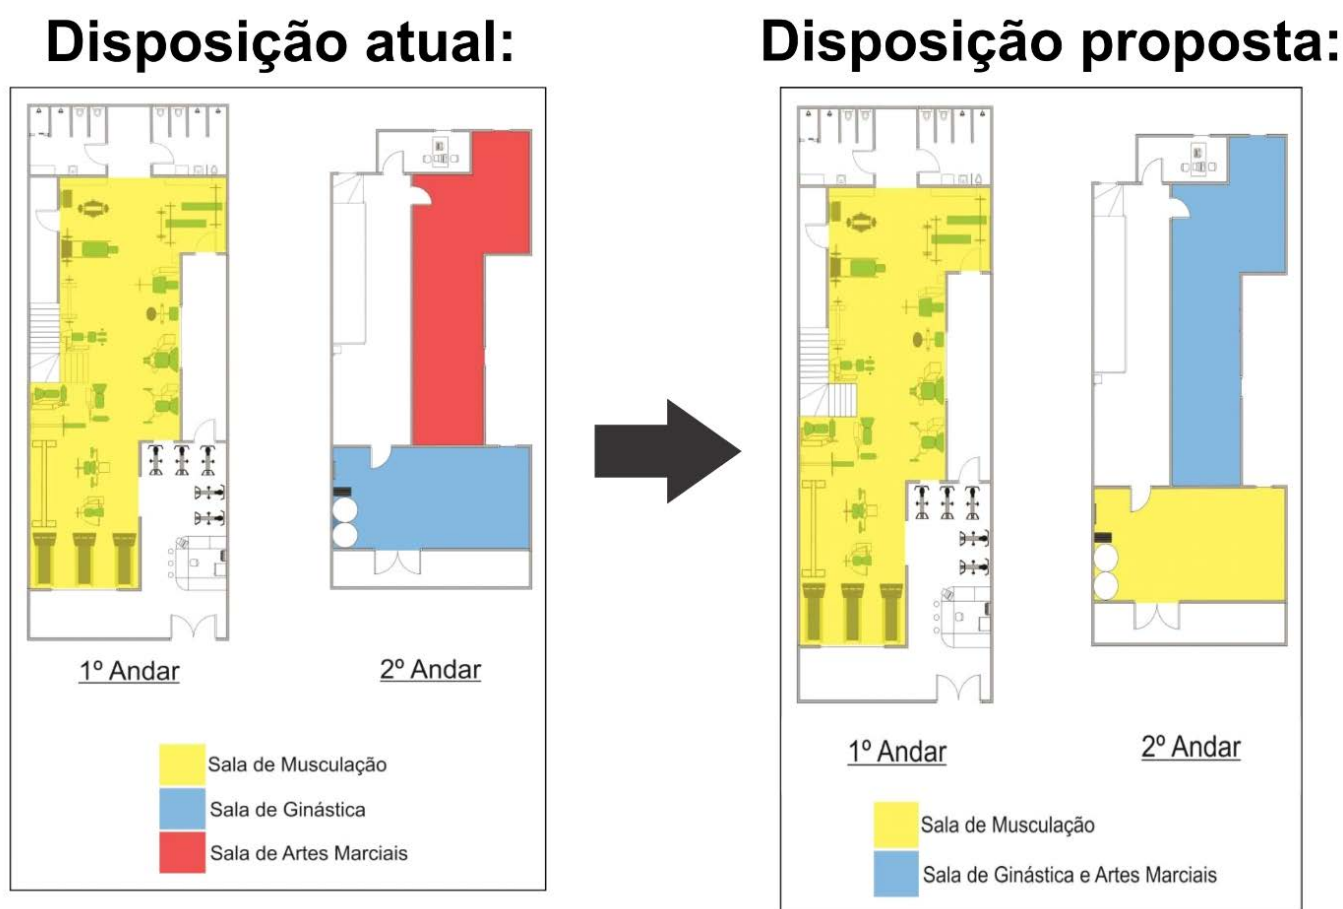 Disposição atual:
Disposição proposta:
1º Andar
2º Andar
Sala de Musculação
Sala de Ginástica
Sala de Artes Marciais
1º Andar
2º Andar
Sala de Musculação
Sala de Ginástica e Artes Marciais